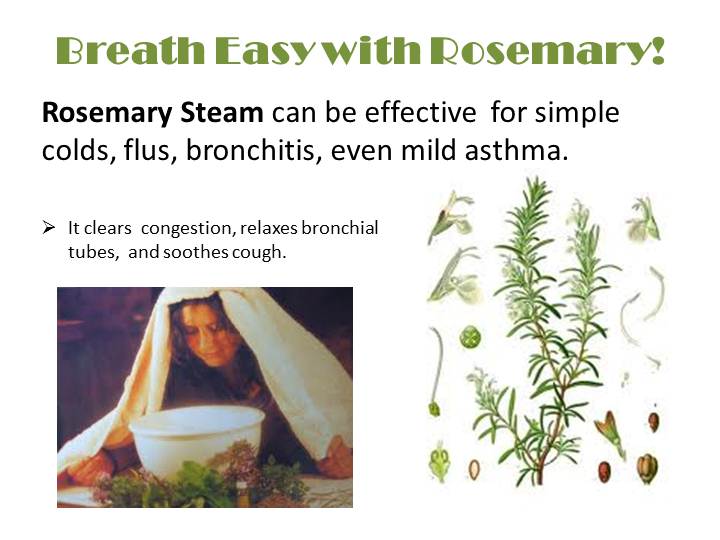 Breath Easy with Rosemary!
Rosemary Steam can be effective for simple
colds, flus, bronchitis, even mild asthma.
It clears congestion, relaxes bronchial
tubes, and soothes cough.